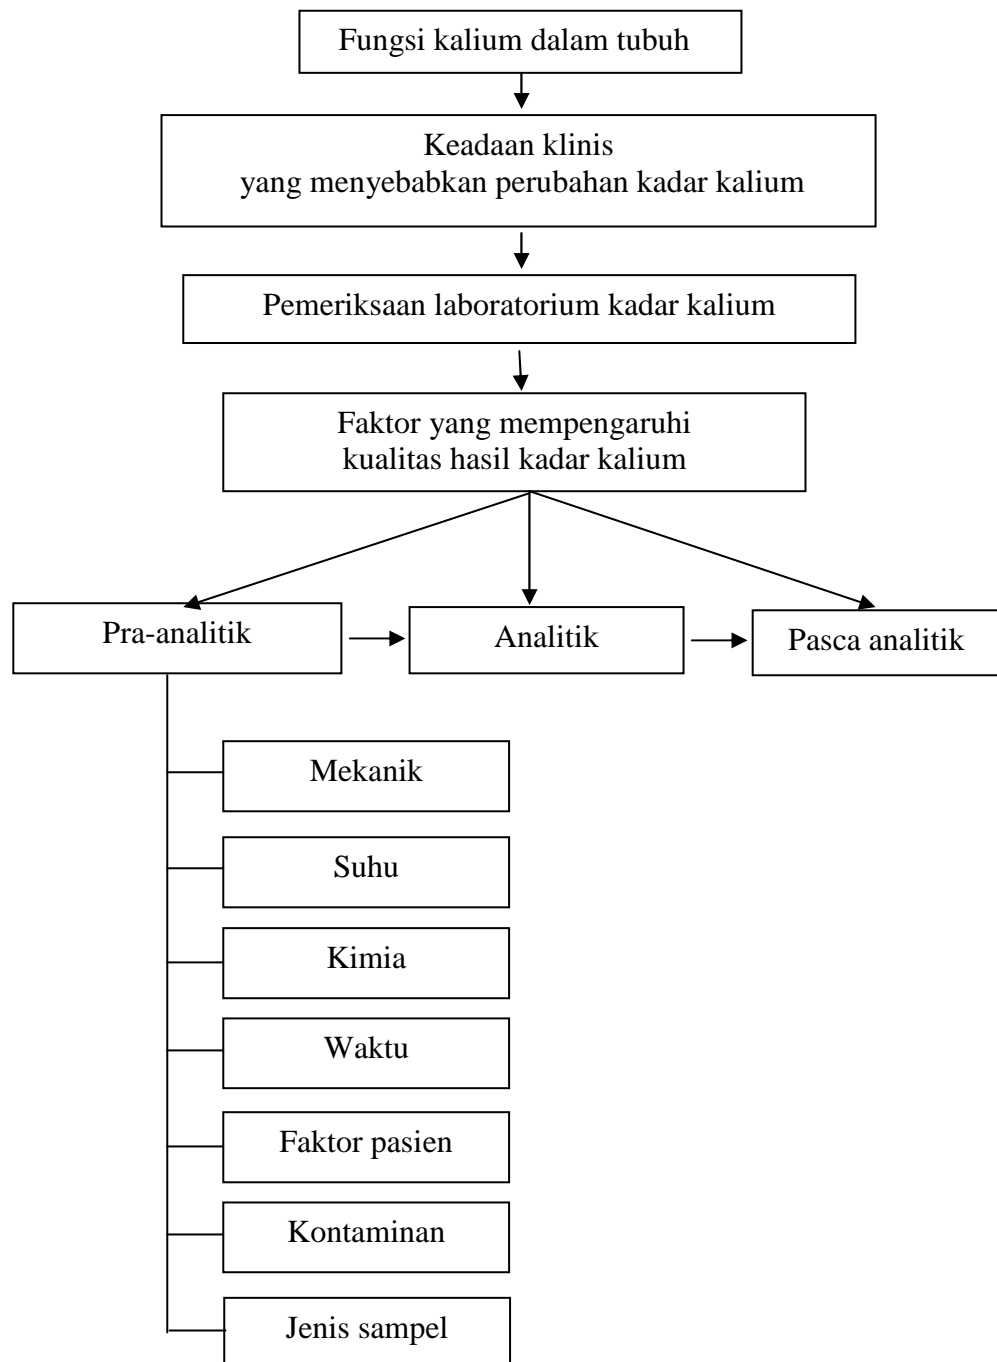 Fungsi kalium dalam tubuh
Keadaan klinis
yang menyebabkan perubahan kadar kalium
Pemeriksaan laboratorium kadar kalium
Faktor yang mempengaruhi
kualitas hasil kadar kalium
Pra-analitik
Analitik
Pasca analitik
Mekanik
Suhu
Kimia
Waktu
Faktor pasien
Kontaminan
Jenis sampel